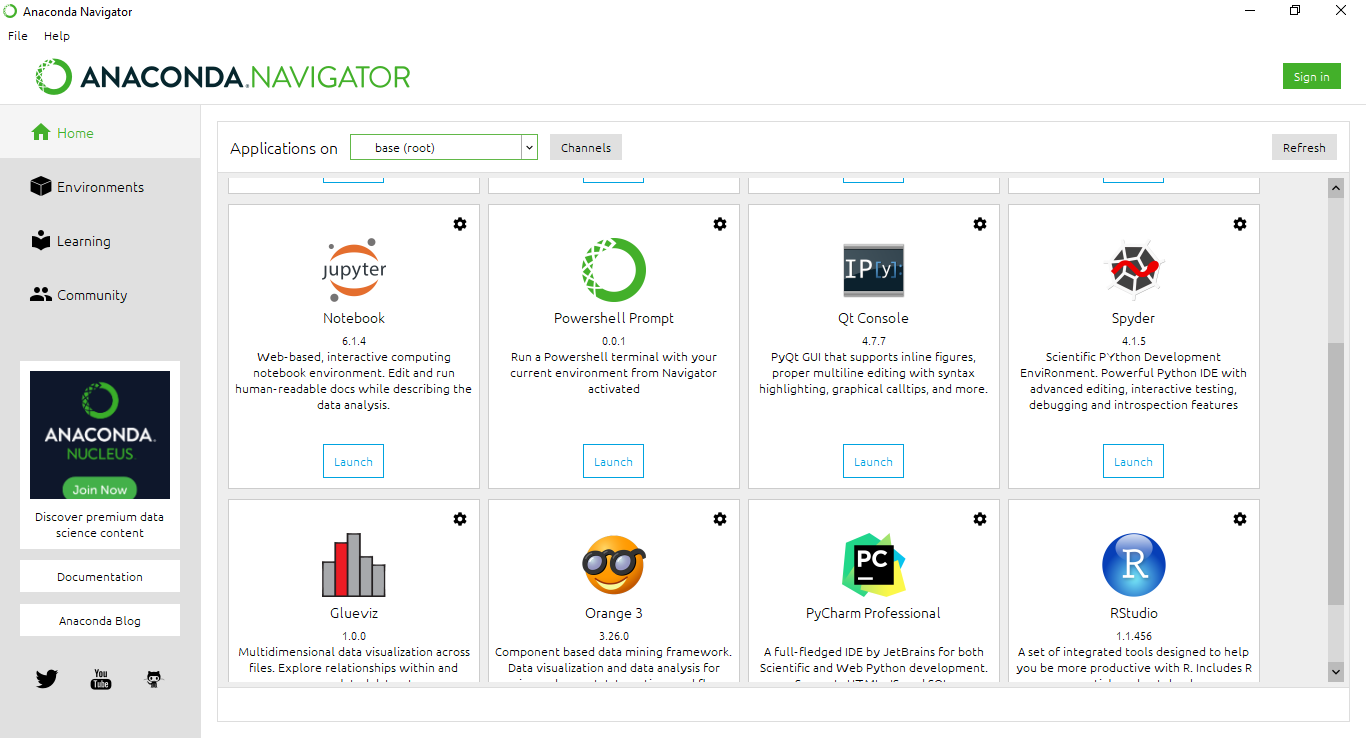 Anaconda Navigator
File Help
ANACONDA.NAVIGATOR
Sign in
Home
Environments
Learning
Community
ANACONDA.
NUCLEUS
Join Now
Discover premium data
science content
Documentation
Anaconda Blog
You
Tube
Applications on base (root) Channels Refresh
jupyter
Notebook
6.1.4
Web-based, interactive computing
notebook environment. Edit and run
human-readable docs while describing the
data analysis.
Launch
Powershell Prompt
0.0.1
Run a Powershell terminal with your
current environment from Navigator
activated
Launch
IP[y]:
Qt Console
4.7.7
PyQt GUI that supports inline figures,
proper multiline editing with syntax
highlighting, graphical calltips, and more.
Launch
Spyder
4.1.5
Scientific PYthon Development
EnviRonment. Powerful Python IDE with
advanced editing, interactive testing,
debugging and introspection features
Launch
Glueviz
1.0.0
Multidimensional data visualization across
files. Explore relationships within and
Orange 3
3.26.0
Component based data mining framework.
Data visualization and data analysis for
PC
PyCharm Professional
A full-fledged IDE by JetBrains for both
Scientific and Web Python development.
R
RStudio
1.1.456
A set of integrated tools designed to help
you be more productive with R. Includes R